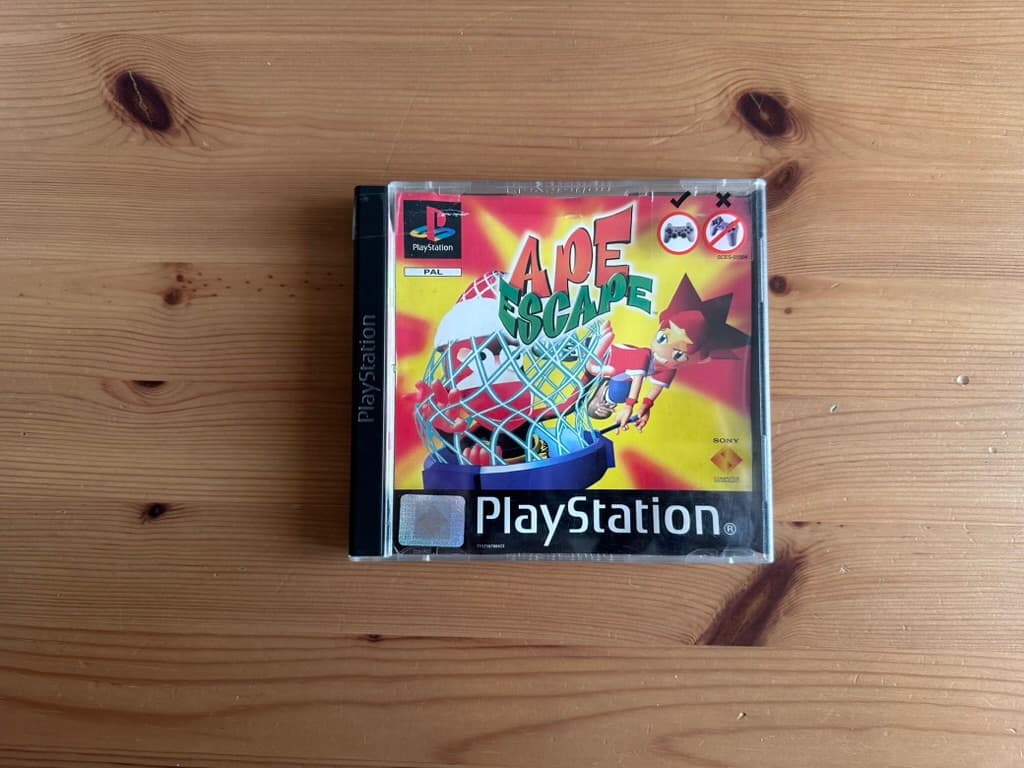 PlayStation
PlayStation
PAL
APE
ESCAPE
SONY
PlayStation®